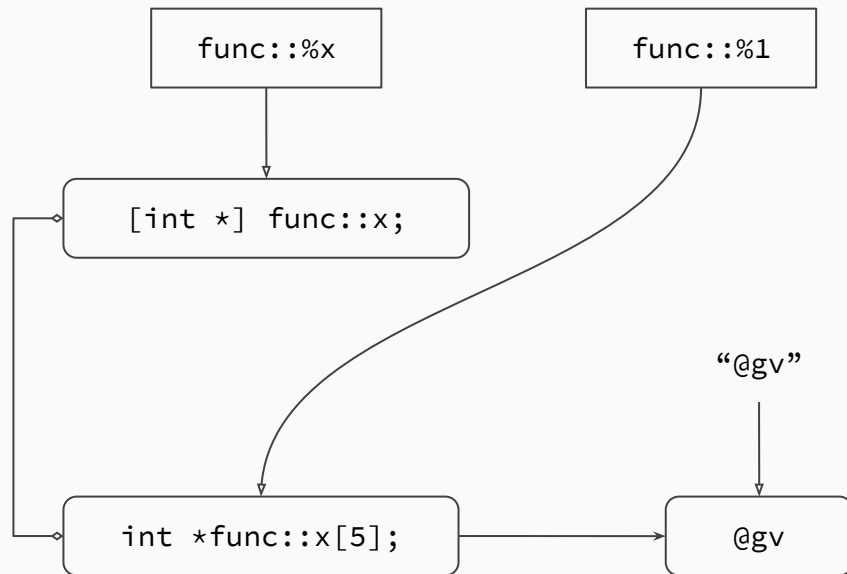 func::%x
func::%1
[int *] func::x;
“@gv”
int *func::x[5];
@gv